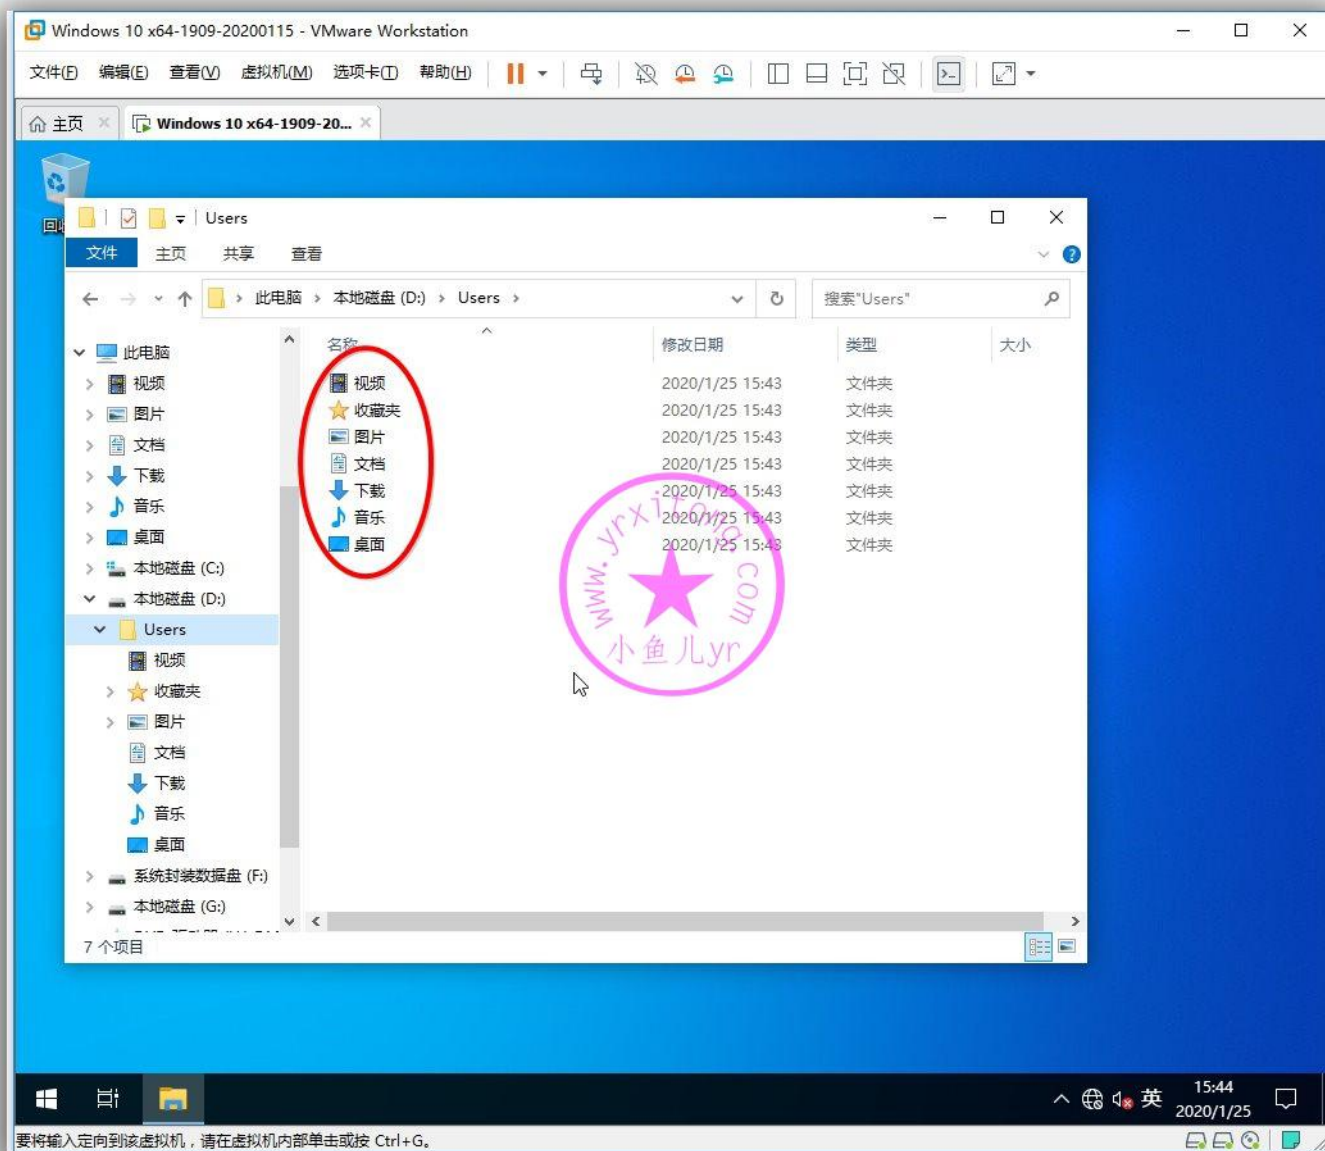 Windows 10 x64-1909-20200115 - VMware Workstation
文件(F) 编辑(E) 查看(V) 虚拟机(M) 选项卡(T) 帮助(H)
主页 Windows 10 x64-1909-20...
Users
文件 主页 共享 查看
此电脑 › 本地磁盘 (D:) › Users ›
搜索"Users"
此电脑
视频
图片
文档
下载
音乐
桌面
本地磁盘 (C:)
本地磁盘 (D:)
Users
视频
收藏夹
图片
文档
下载
音乐
桌面
系统封装数据盘 (F:)
本地磁盘 (G:)
名称 修改日期 类型 大小
视频 2020/1/25 15:43 文件夹
收藏夹 2020/1/25 15:43 文件夹
图片 2020/1/25 15:43 文件夹
文档 2020/1/25 15:43 文件夹
下载 2020/1/25 15:43 文件夹
音乐 2020/1/25 15:43 文件夹
桌面 2020/1/25 15:43 文件夹
www.yrxitong.com
小鱼儿yr
7 个项目
英
15:44
2020/1/25
要将输入定向到该虚拟机，请在虚拟机内部单击或按 Ctrl+G。